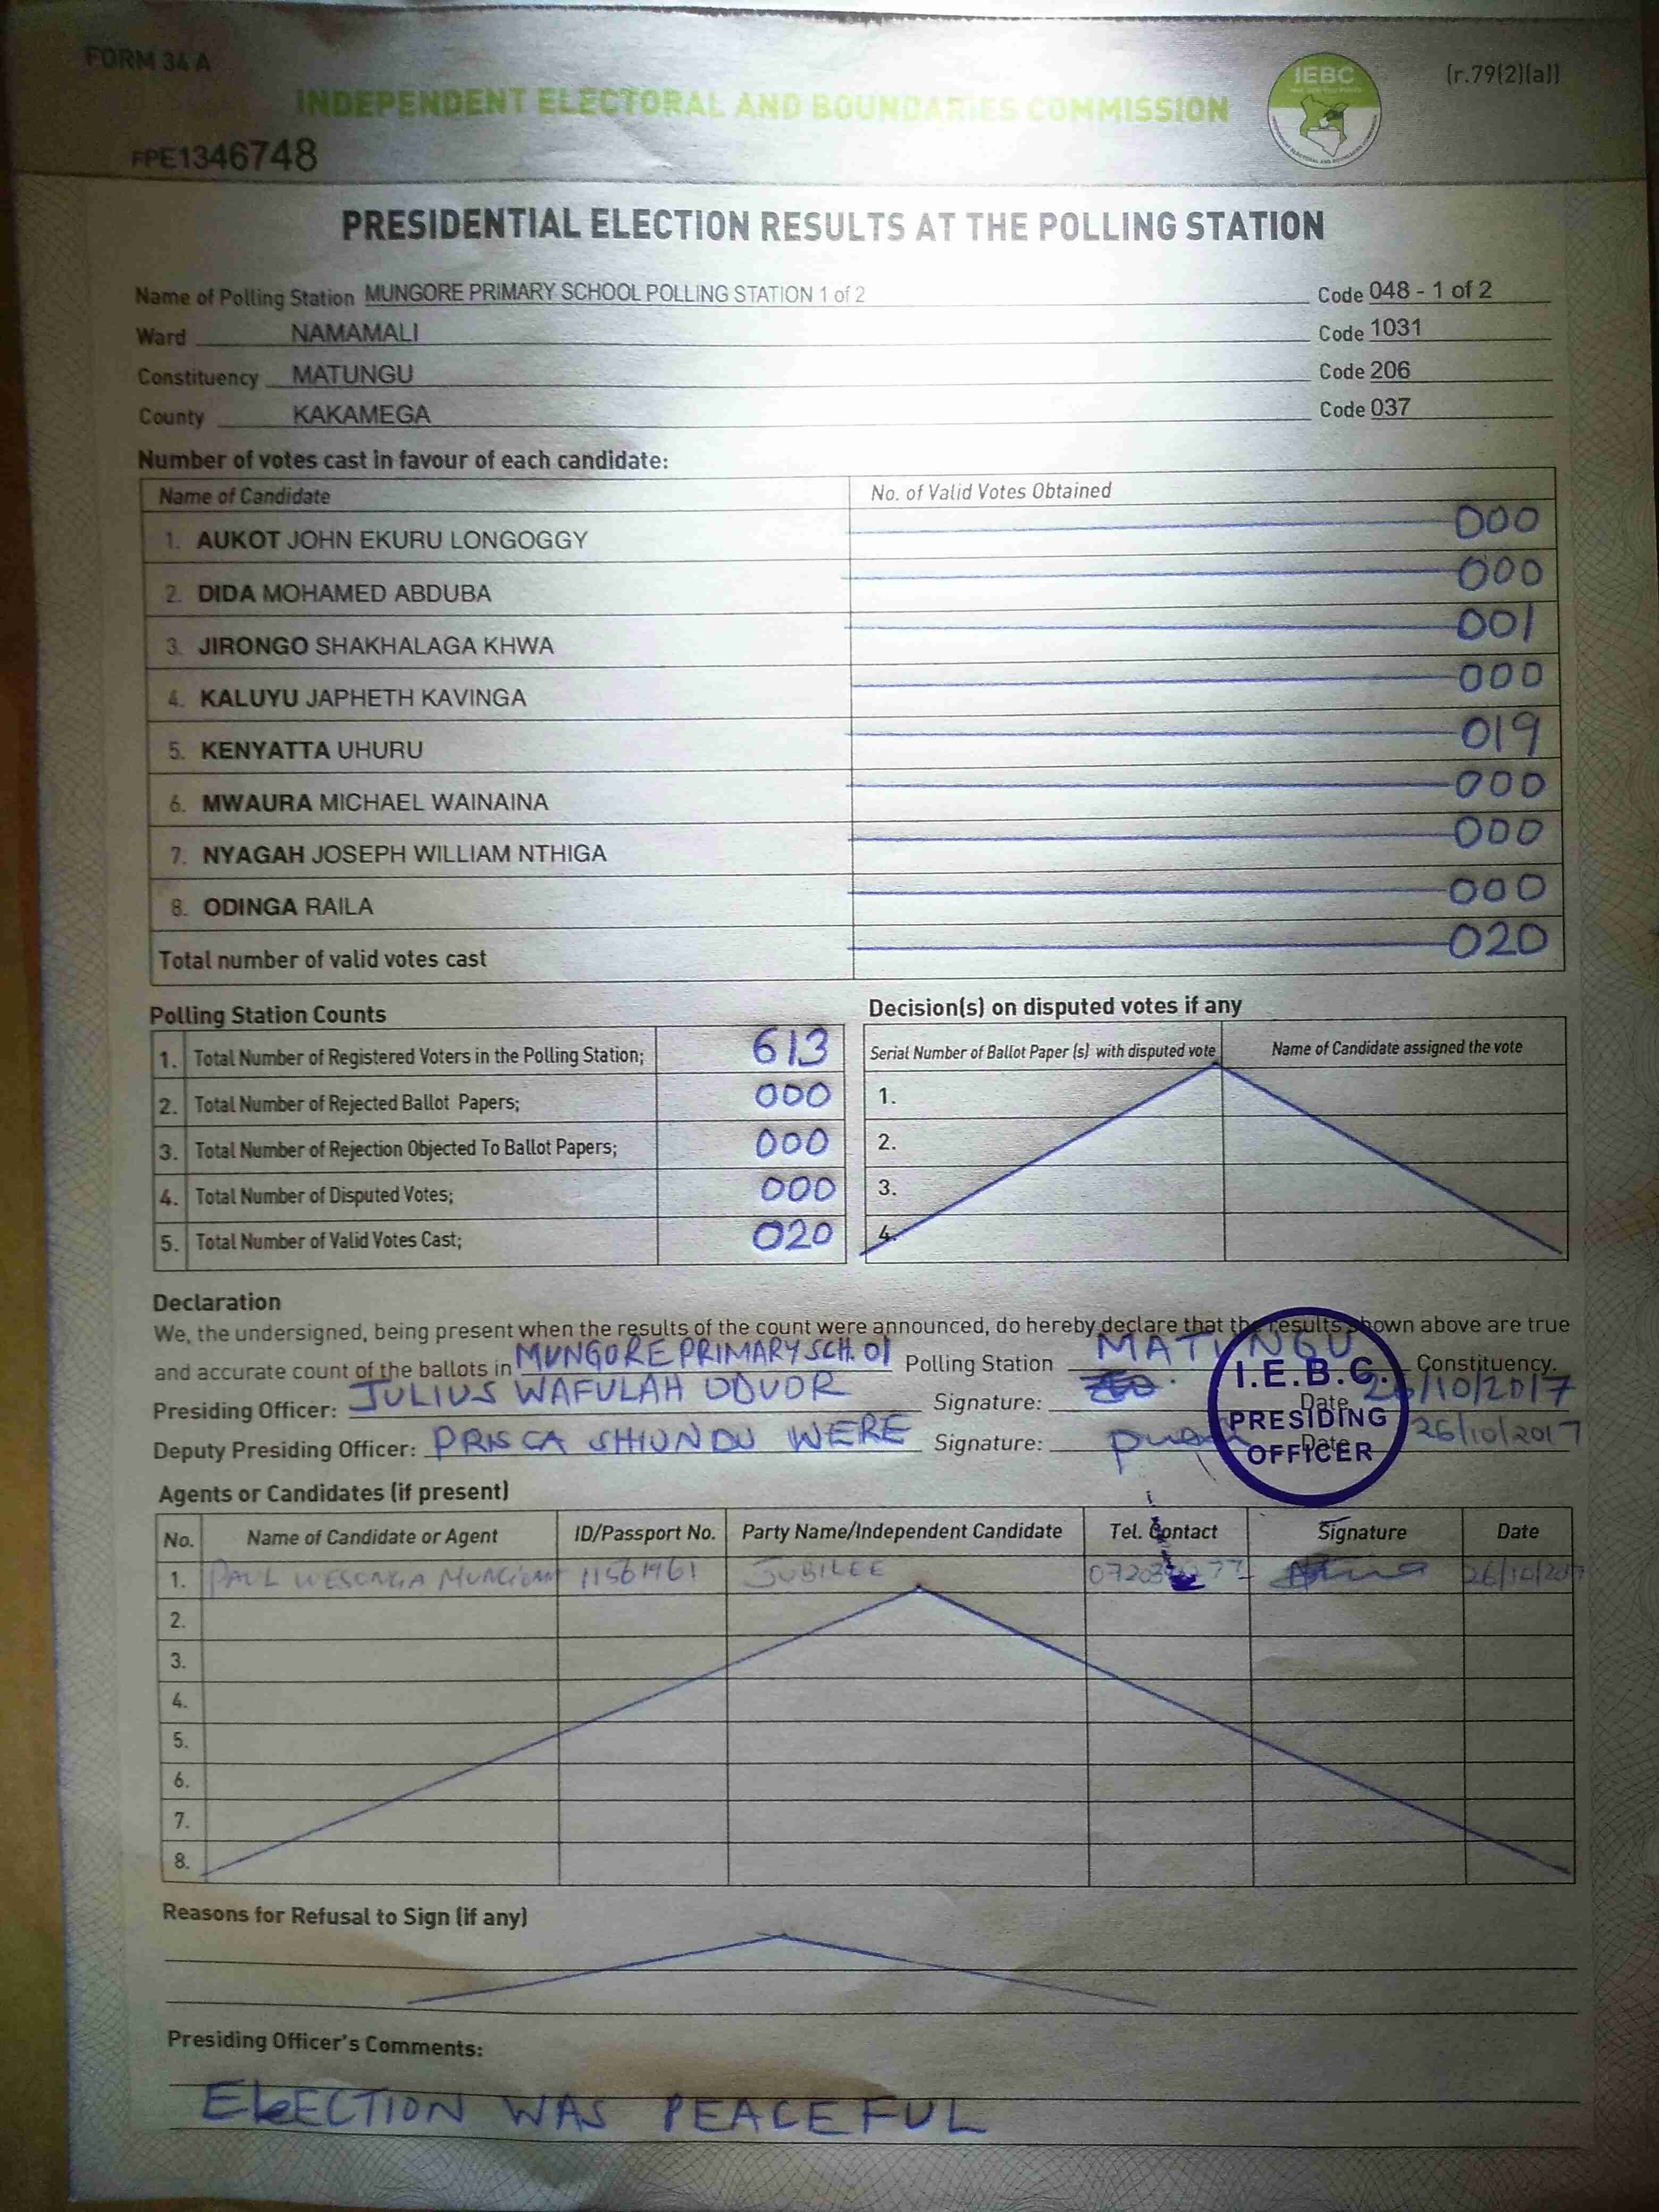 FORM 34 A
(r.79(2)(a))
IEBC
INDEPENDENT ELECTORAL AND BOUNDARIES COMMISSION
FPE1346748
PRESIDENTIAL ELECTION RESULTS AT THE POLLING STATION
Name of Polling Station MUNGORE PRIMARY SCHOOL POLLING STATION 1 of 2 Code 048 - 1 of 2
Ward NAMAMALI Code 1031
Constituency MATUNGU Code 206
County KAKAMEGA Code 037
Number of votes cast in favour of each candidate:
Name of Candidate No. of Valid Votes Obtained
1. AUKOT JOHN EKURU LONGOGGY 000
2. DIDA MOHAMED ABDUBA 000
3. JIRONGO SHAKHALAGA KHWA 001
4. KALUYU JAPHETH KAVINGA 000
5. KENYATTA UHURU 019
6. MWAURA MICHAEL WAINAINA 000
7. NYAGAH JOSEPH WILLIAM NTHIGA 000
8. ODINGA RAILA 000
Total number of valid votes cast 020
Polling Station Counts
1. Total Number of Registered Voters in the Polling Station; 613
2. Total Number of Rejected Ballot Papers; 000
3. Total Number of Rejection Objected To Ballot Papers; 000
4. Total Number of Disputed Votes; 000
5. Total Number of Valid Votes Cast; 020
Decision(s) on disputed votes if any
Serial Number of Ballot Paper (s) with disputed vote Name of Candidate assigned the vote
1.
2.
3.
4.
Declaration
We, the undersigned, being present when the results of the count were announced, do hereby declare that the results shown above are true
and accurate count of the ballots in MUNGORE PRIMARY SCH. 01 Polling Station MATUNGU Constituency.
Presiding Officer: JULIUS WAFULAH ODUOR Signature: Date 26/10/2017
Deputy Presiding Officer: PRISCA SHIUNDU WERE Signature: Date 26/10/2017
I.E.B.C.
PRESIDING
OFFICER
Agents or Candidates (if present)
No. Name of Candidate or Agent ID/Passport No. Party Name/Independent Candidate Tel. Contact Signature Date
1. PAUL WESONGA 11561961 JUBILEE 26/10/2017
2.
3.
4.
5.
6.
7.
8.
Reasons for Refusal to Sign (if any)
Presiding Officer's Comments:
ELECTION WAS PEACEFUL